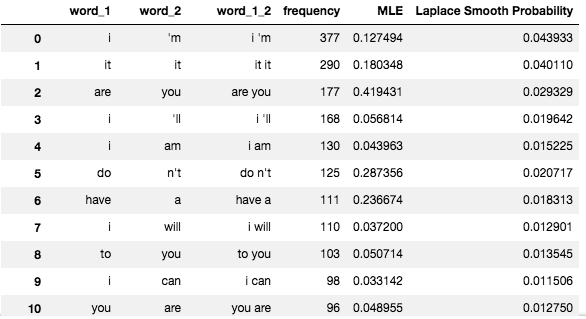 word_1 word_2 word_1_2 frequency MLE Laplace Smooth Probability
0 i 'm i 'm 377 0.127494 0.043933
1 it it it it 290 0.180348 0.040110
2 are you are you 177 0.419431 0.029329
3 i 'll i 'll 168 0.056814 0.019642
4 i am i am 130 0.043963 0.015225
5 do n't do n't 125 0.287356 0.020717
6 have a have a 111 0.236674 0.018313
7 i will i will 110 0.037200 0.012901
8 to you to you 103 0.050714 0.013545
9 i can i can 98 0.033142 0.011506
10 you are you are 96 0.048955 0.012750